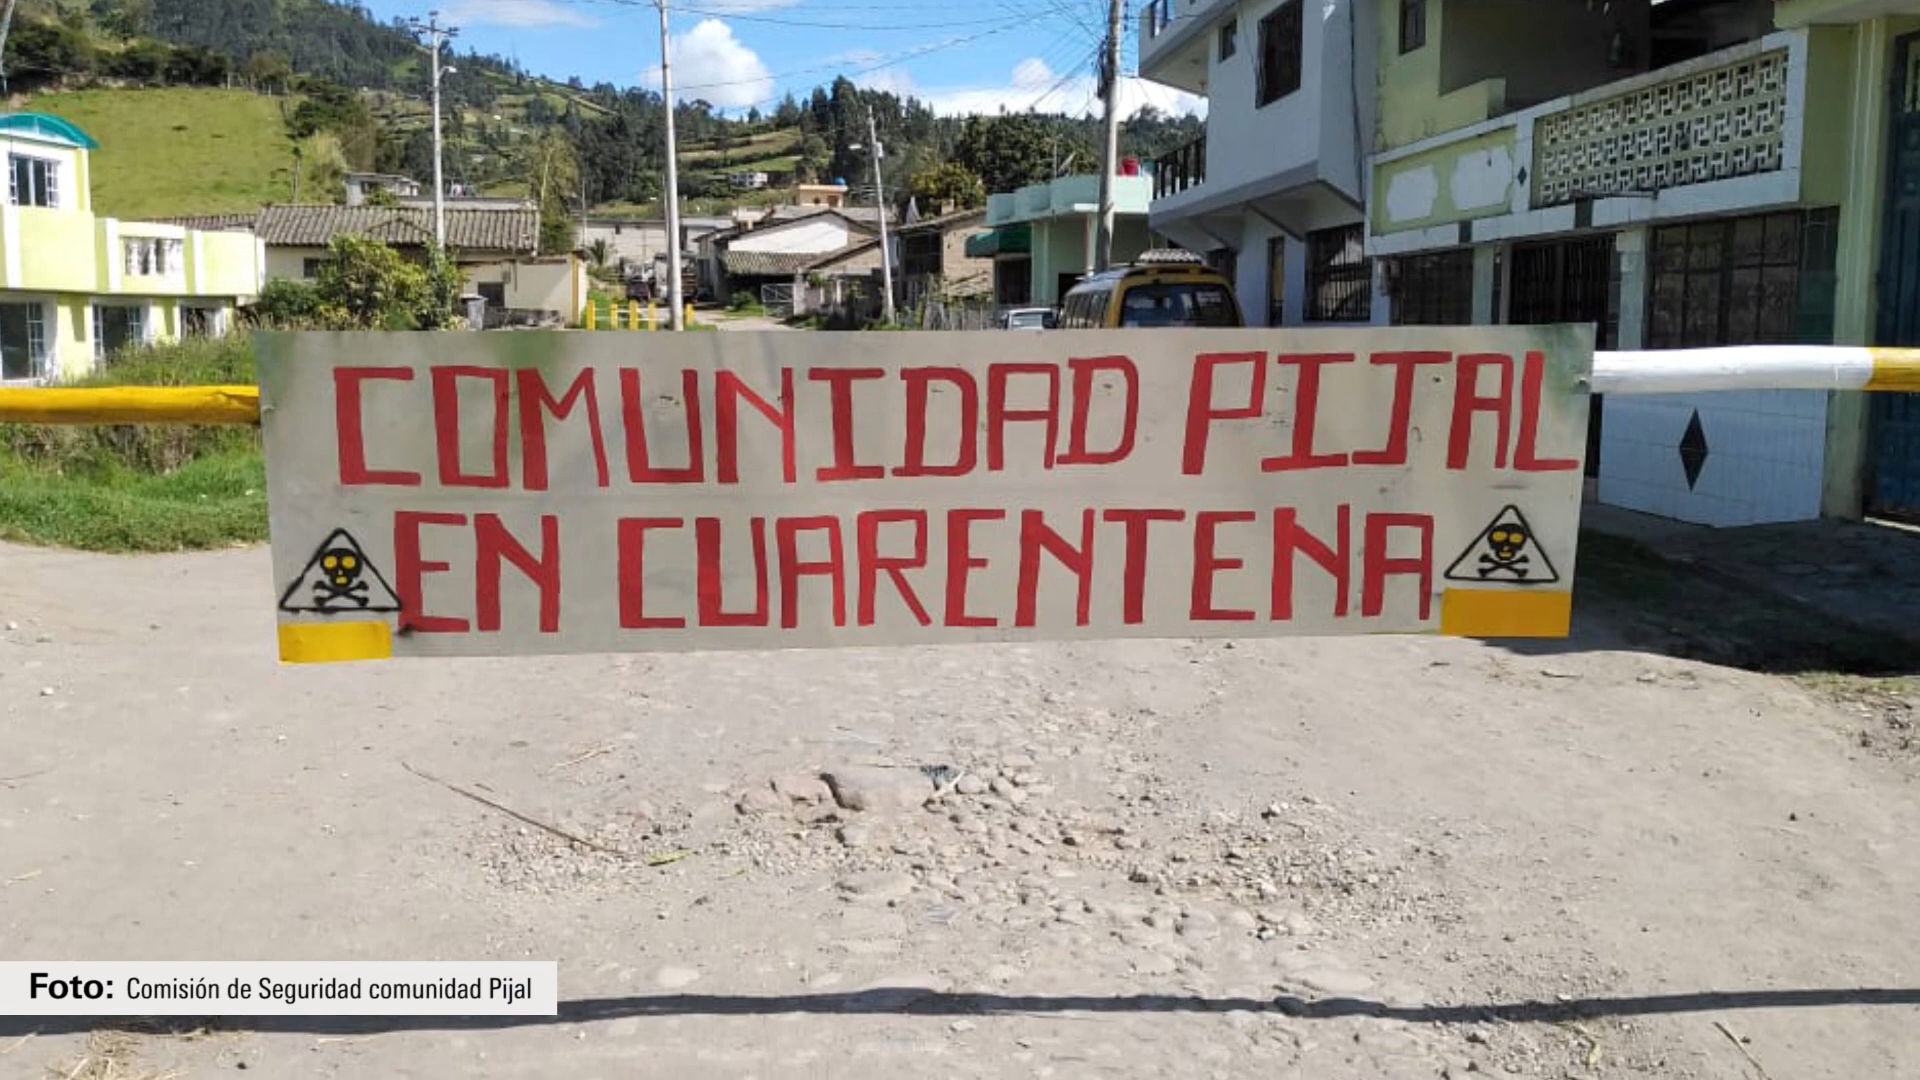 COMUNIDAD PIJAL
EN CUARENTENA
Foto: Comisión de Seguridad comunidad Pijal